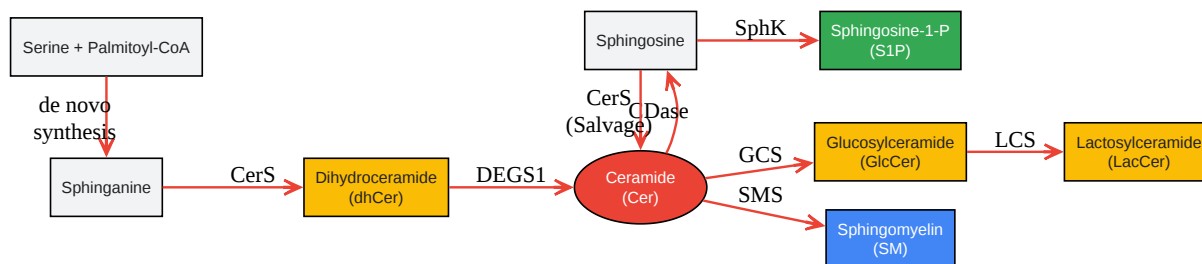 Serine + Palmitoyl-CoA
de novo
synthesis
Sphinganine
CerS
Dihydroceramide
(dhCer)
DEGS1
Sphingosine
SphK
Sphingosine-1-P
(S1P)
CerS
(Salvage)
CDase
Ceramide
(Cer)
GCS
Glucosylceramide
(GlcCer)
LCS
Lactosylceramide
(LacCer)
SMS
Sphingomyelin
(SM)